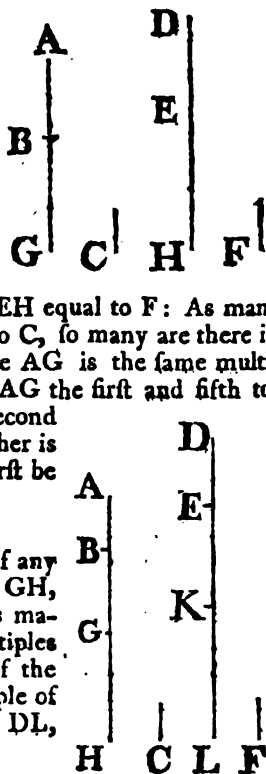 A
D
B
E
G C H F
EH equal to F: As man
o C, ſo many are there i
e AG is the ſame mult
AG the firſt and fifth to
econd
her is
rſt be
D
A
E
B
K
G
f any
GH,
s ma-
tiples
f the
ple of
DL,
H C L F